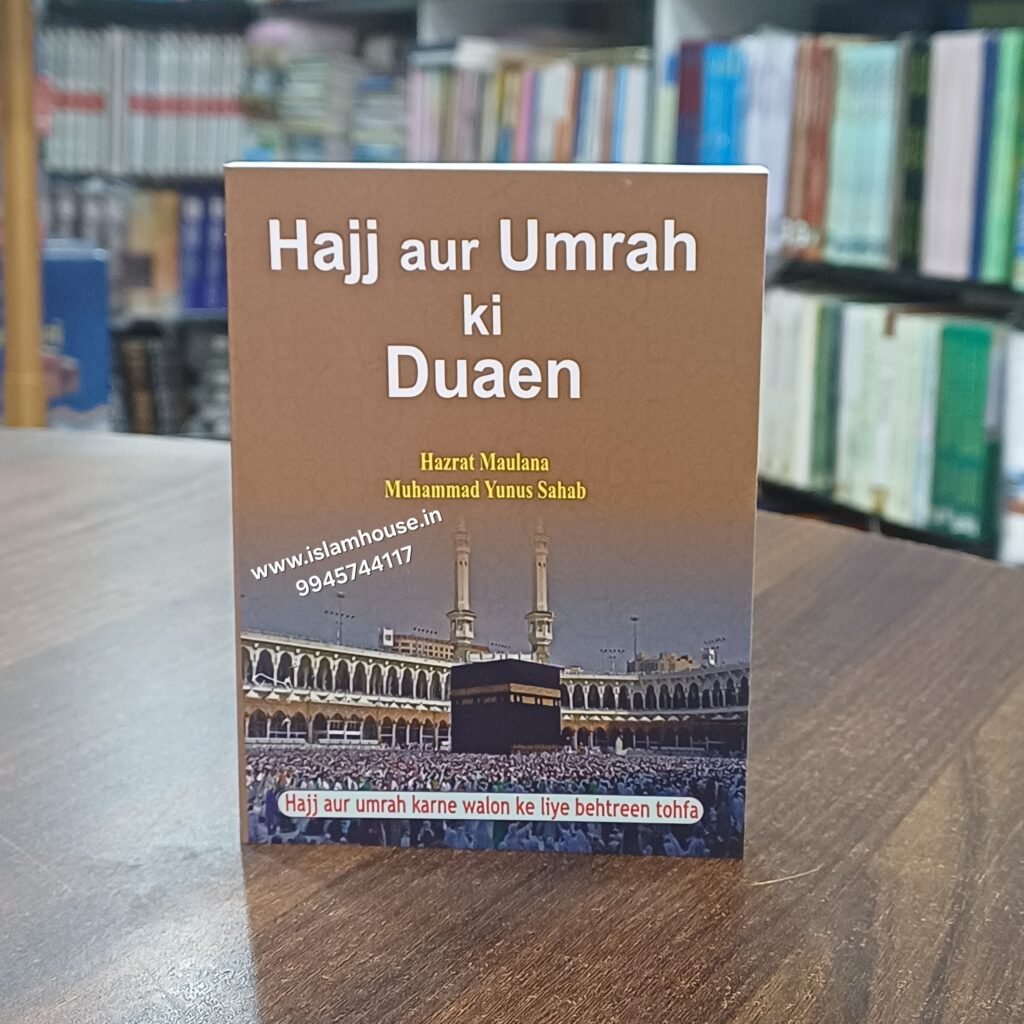 Hajj aur Umrah
ki
Duaen
Hazrat Maulana
Muhammad Yunus Sahab
www.islamhouse.in
9945744117
Hajj aur umrah karne walon ke liye behtreen tohfa